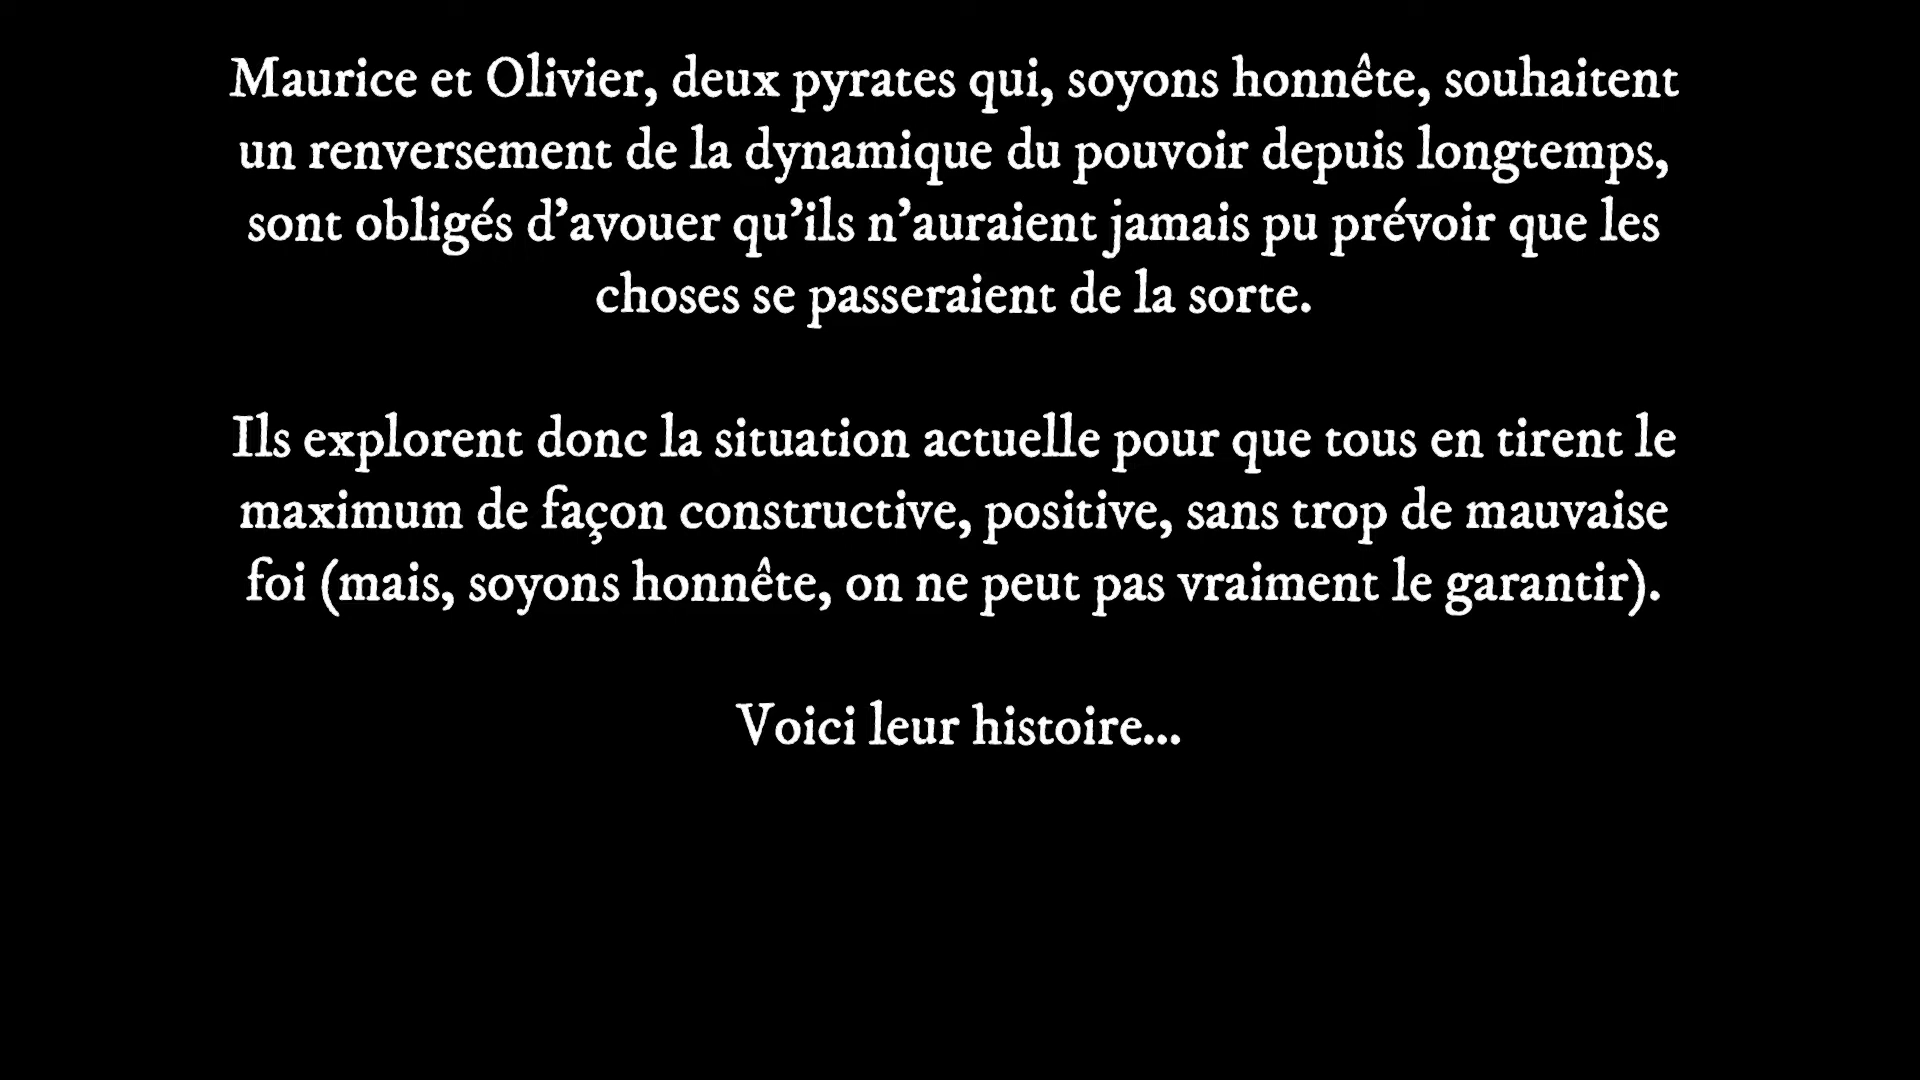 Maurice et Olivier, deux pyrates qui, soyons honnête, souhaitent
un renversement de la dynamique du pouvoir depuis longtemps,
sont obligés d’avouer qu’ils n’auraient jamais pu prévoir que les
choses se passeraient de la sorte.
Ils explorent donc la situation actuelle pour que tous en tirent le
maximum de façon constructive, positive, sans trop de mauvaise
foi (mais, soyons honnête, on ne peut pas vraiment le garantir).
Voici leur histoire...